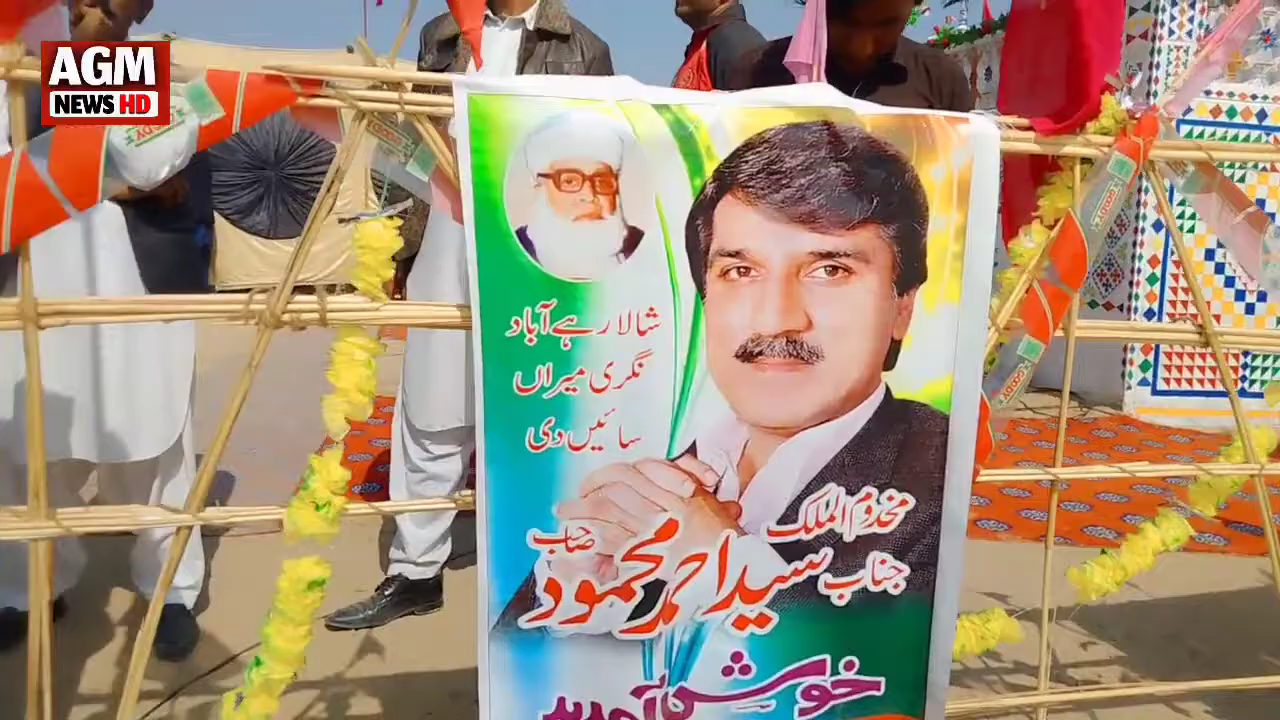 AGM
NEWS HD
شالا رہے آباد
نگری میراں
سائیں دی
مخدوم الملک
جناب سید احمد محمود صاحب
خوش آمدید